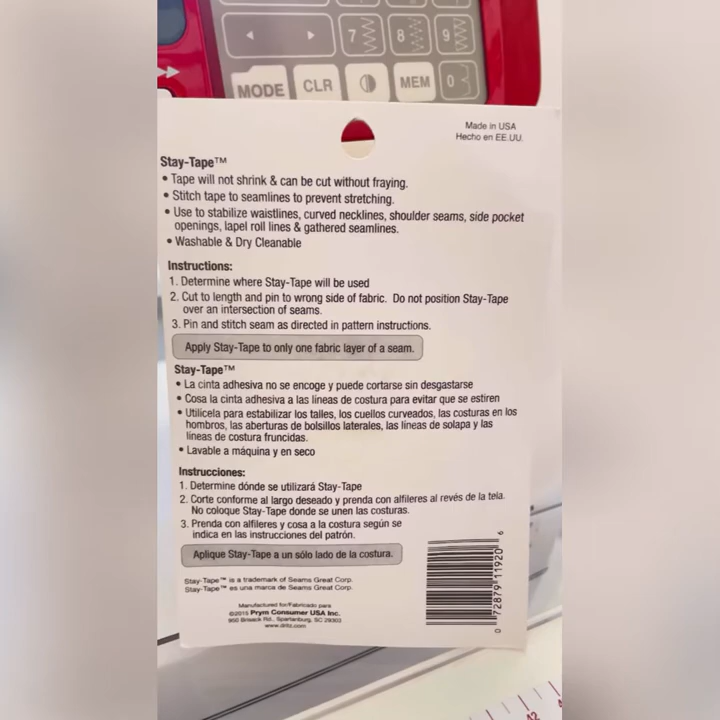 7 8 9
MODE CLR MEM 0
Made in USA
Hecho en EE.UU.
Stay-Tape™
• Tape will not shrink & can be cut without fraying.
• Stitch tape to seamlines to prevent stretching.
• Use to stabilize waistlines, curved necklines, shoulder seams, side pocket
openings, lapel roll lines & gathered seamlines.
• Washable & Dry Cleanable
Instructions:
1. Determine where Stay-Tape will be used
2. Cut to length and pin to wrong side of fabric. Do not position Stay-Tape
over an intersection of seams.
3. Pin and stitch seam as directed in pattern instructions.
Apply Stay-Tape to only one fabric layer of a seam.
Stay-Tape™
• La cinta adhesiva no se encoge y puede cortarse sin desgastarse
• Cosa la cinta adhesiva a las líneas de costura para evitar que se estiren
• Utilícela para estabilizar los talles, los cuellos curveados, las costuras en los
hombros, las aberturas de bolsillos laterales, las líneas de solapa y las
líneas de costura fruncidas.
• Lavable a máquina y en seco
Instrucciones:
1. Determine dónde se utilizará Stay-Tape
2. Corte conforme al largo deseado y prenda con alfileres al revés de la tela.
No coloque Stay-Tape donde se unen las costuras.
3. Prenda con alfileres y cosa a la costura según se
indica en las instrucciones del patrón.
Aplique Stay-Tape a un sólo lado de la costura.
Stay-Tape™ is a trademark of Seams Great Corp.
Stay-Tape™ es una marca de Seams Great Corp.
Manufactured for/Fabricado para
Prym Consumer USA Inc.
Brisack Rd., Spartanburg, SC 29303
www.dritz.com
0 72879 11920 6
12